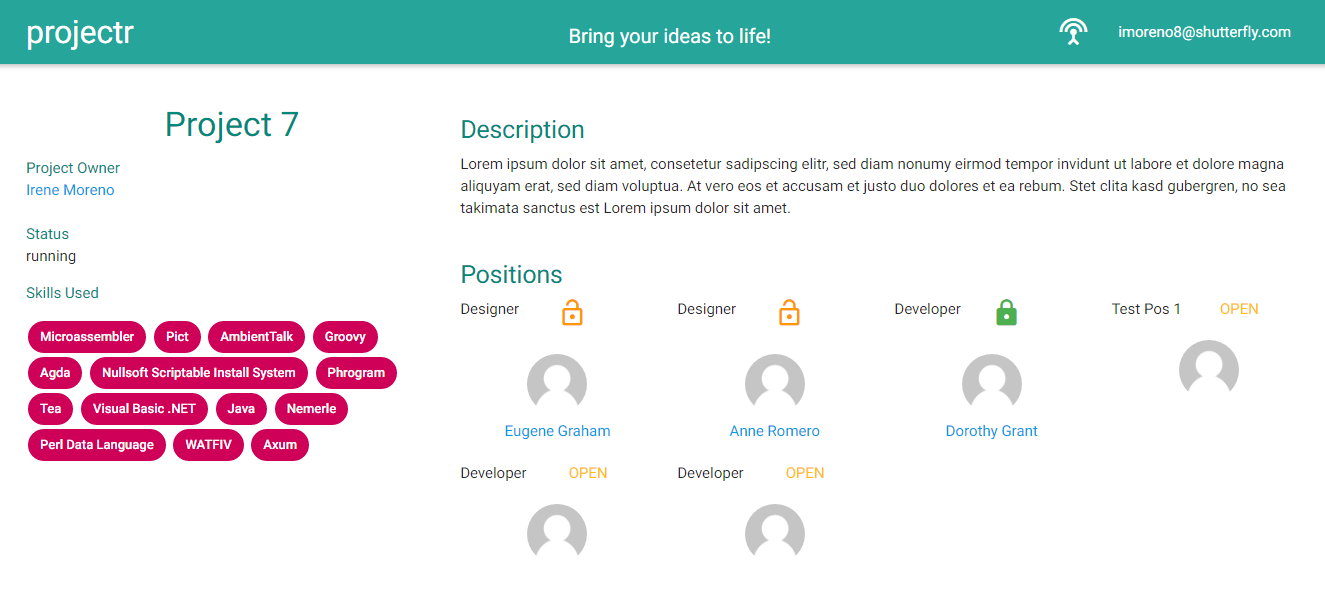 projectr
Bring your ideas to life!
imoreno8@shutterfly.com
Project 7
Project Owner
Irene Moreno
Status
running
Skills Used
Microassembler Pict AmbientTalk Groovy
Agda Nullsoft Scriptable Install System Phrogram
Tea Visual Basic .NET Java Nemerle
Perl Data Language WATFIV Axum
Description
Lorem ipsum dolor sit amet, consetetur sadipscing elitr, sed diam nonumy eirmod tempor invidunt ut labore et dolore magna
aliquyam erat, sed diam voluptua. At vero eos et accusam et justo duo dolores et ea rebum. Stet clita kasd gubergren, no sea
takimata sanctus est Lorem ipsum dolor sit amet.
Positions
Designer Designer Developer Test Pos 1 OPEN
Eugene Graham Anne Romero Dorothy Grant
Developer OPEN Developer OPEN